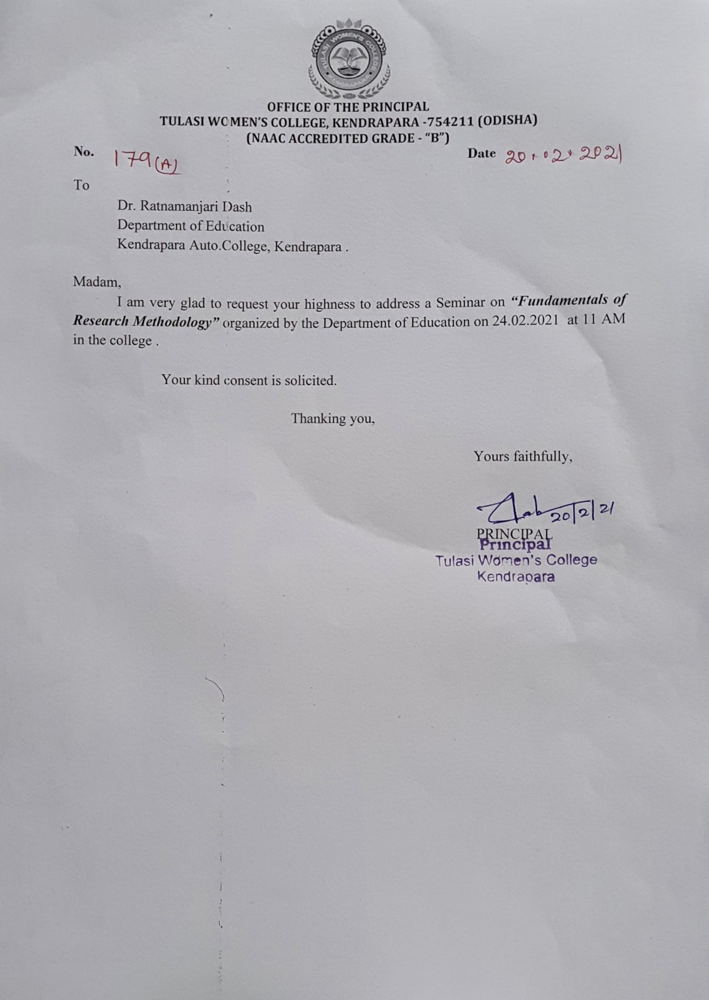 TULASI WOMEN'S COLLEGE
KENDRAPARA
OFFICE OF THE PRINCIPAL
TULASI WOMEN'S COLLEGE, KENDRAPARA -754211 (ODISHA)
(NAAC ACCREDITED GRADE - “B”)
No. 179(A) Date 20.02.2021
To
Dr. Ratnamanjari Dash
Department of Education
Kendrapara Auto.College, Kendrapara .
Madam,
I am very glad to request your highness to address a Seminar on “Fundamentals of
Research Methodology” organized by the Department of Education on 24.02.2021 at 11 AM
in the college .
Your kind consent is solicited.
Thanking you,
Yours faithfully,
20/2/21
PRINCIPAL
Principal
Tulasi Women's College
Kendrapara